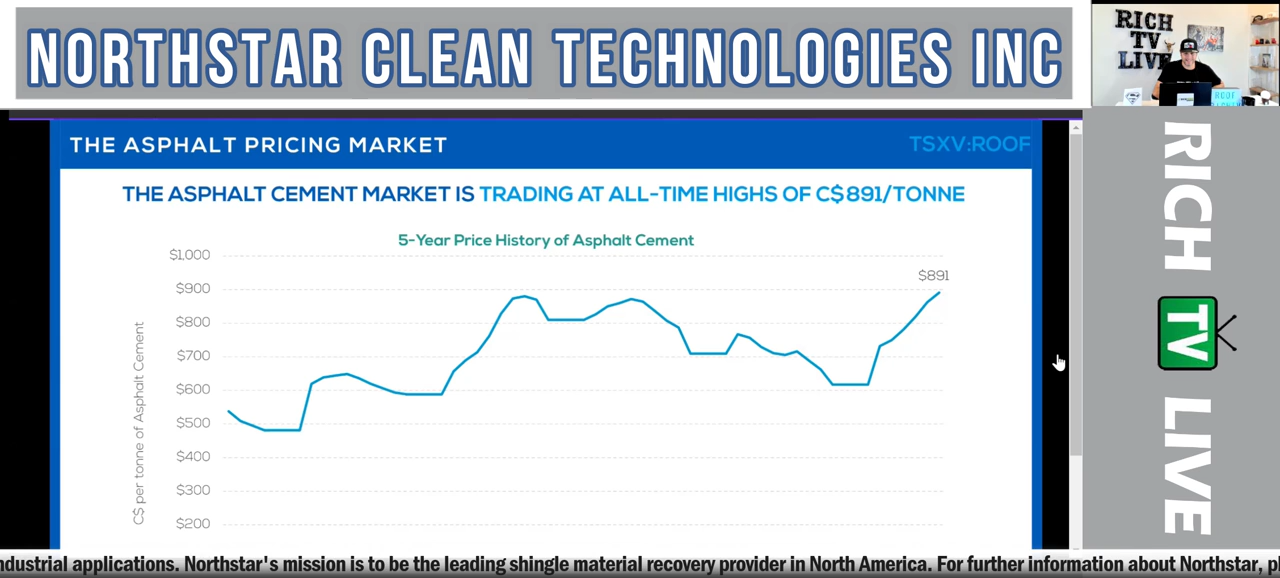 NORTHSTAR CLEAN TECHNOLOGIES INC
RICH
TV
LIVE
THE ASPHALT PRICING MARKET
TSXV:ROOF
THE ASPHALT CEMENT MARKET IS TRADING AT ALL-TIME HIGHS OF C$891/TONNE
5-Year Price History of Asphalt Cement
C$ per tonne of Asphalt Cement
$1,000
$900
$800
$700
$600
$500
$400
$300
$200
$891
RICH
TV
LIVE
ndustrial applications. Northstar's mission is to be the leading shingle material recovery provider in North America. For further information about Northstar, p